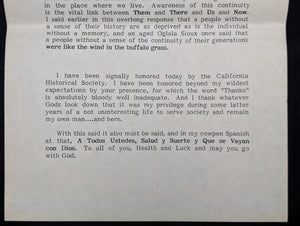 in the place where we live. Awareness of this continuity
is the vital link between Them and There and Us and Now.
I said earlier in this overlong response that a people without
a sense of their history are as deprived as is the individual
without a memory, and an aged Oglala Sioux once said that
a people without a sense of the continuity of their generations
were like the wind in the buffalo grass.
I have been signally honored today by the California
Historical Society. I have been honored beyond my wildest
expectations by your presences, for which the word "Thanks"
is absolutely bloody well inadequate. And I thank whatever
Gods look down that it was my privilege during some latter
years of a not uninteresting life to serve society and remain
my own man....and hers.
With this said it also must be said, and in my cowpen Spanish
at that, A Todos Ustedes, Salud y Suerte y Que se Vayan
con Dios. To all of you, Health and Luck and may you go
with God.